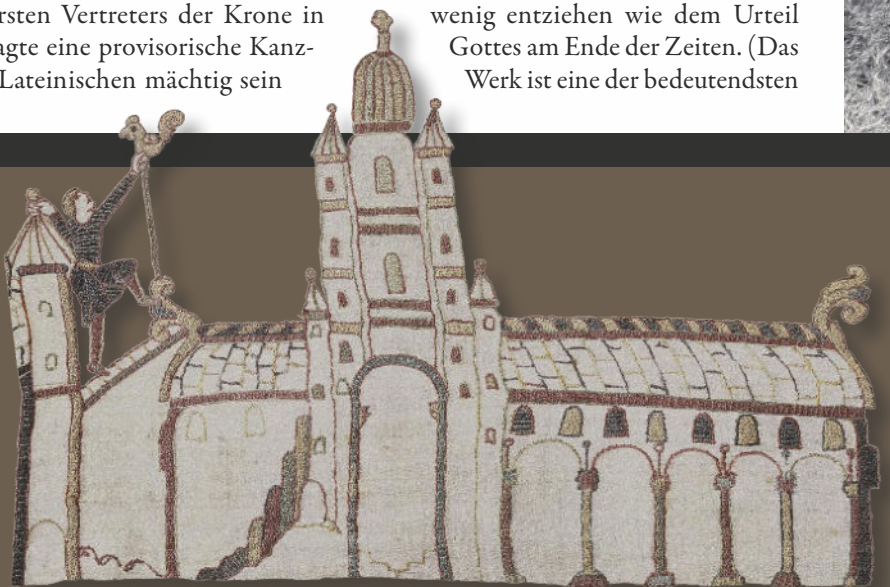 rsten Vertreters der Krone in
agte eine provisorische Kanz-
Lateinischen mächtig sein
wenig entziehen wie dem Urteil
Gottes am Ende der Zeiten. (Das
Werk ist eine der bedeutendsten